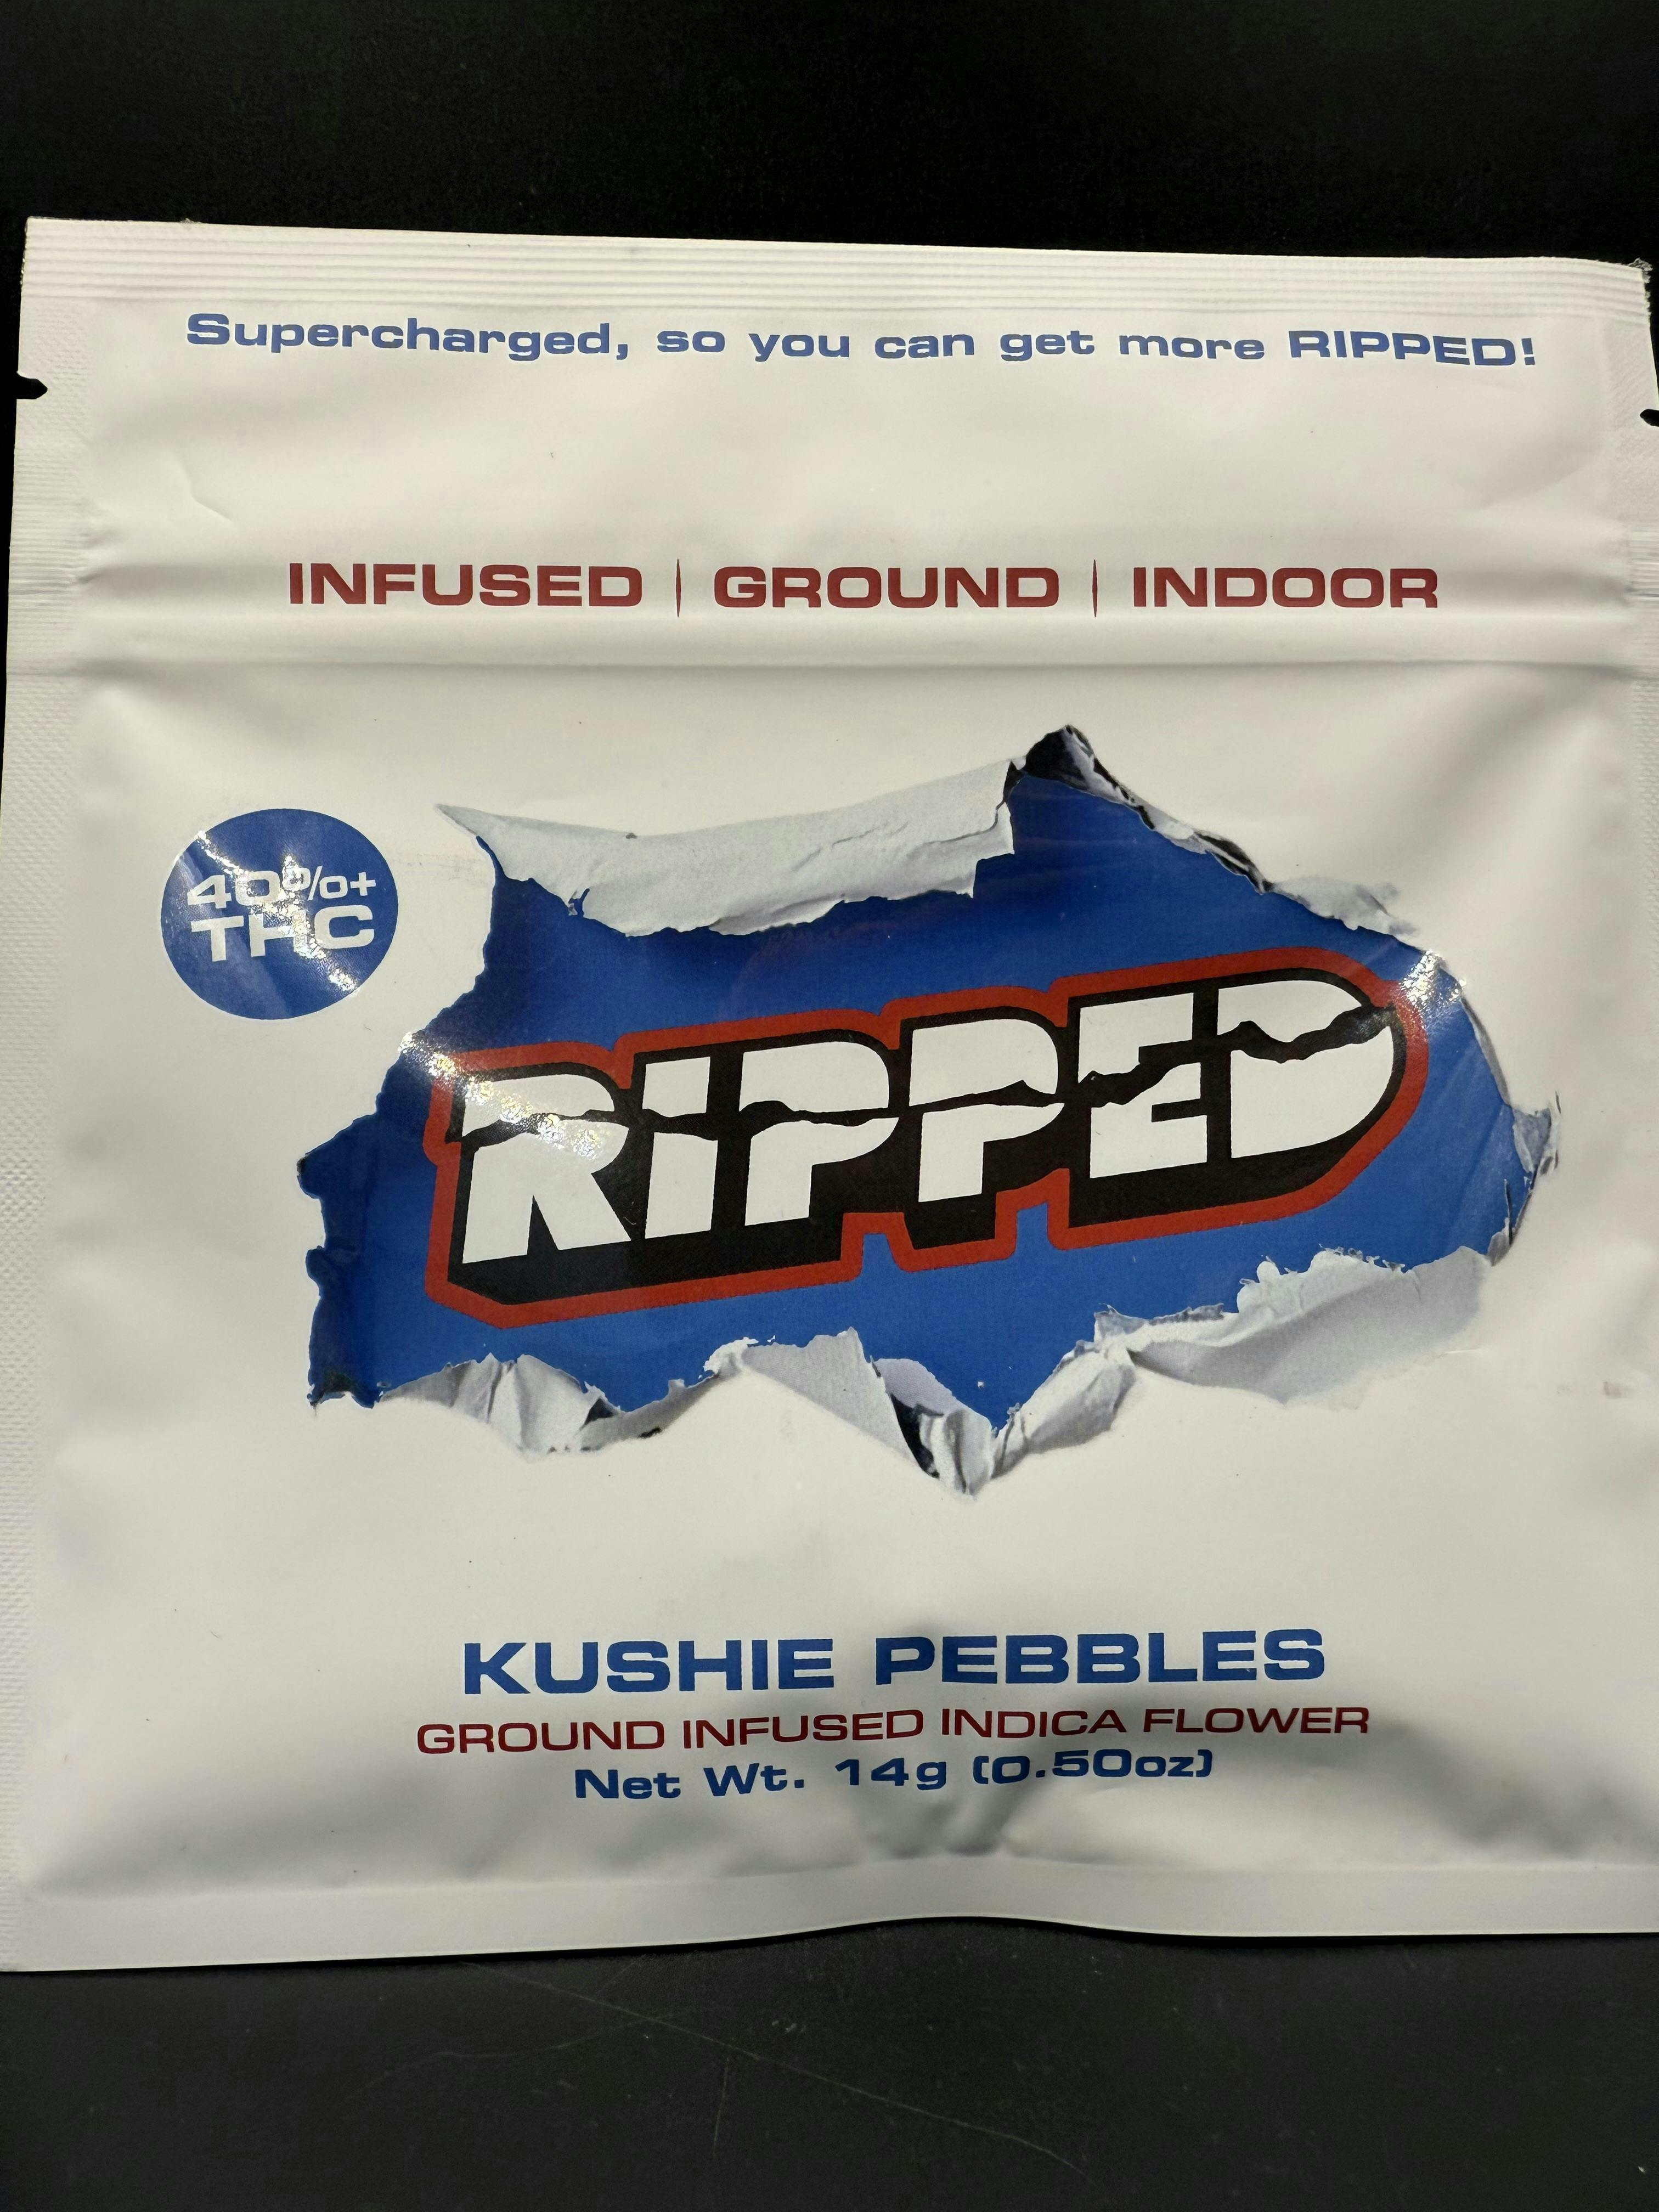 Supercharged, so you can get more RIPPED!
INFUSED | GROUND | INDOOR
40%+
THC
RIPPED
KUSHIE PEBBLES
GROUND INFUSED INDICA FLOWER
Net Wt. 14g (0.50oz)